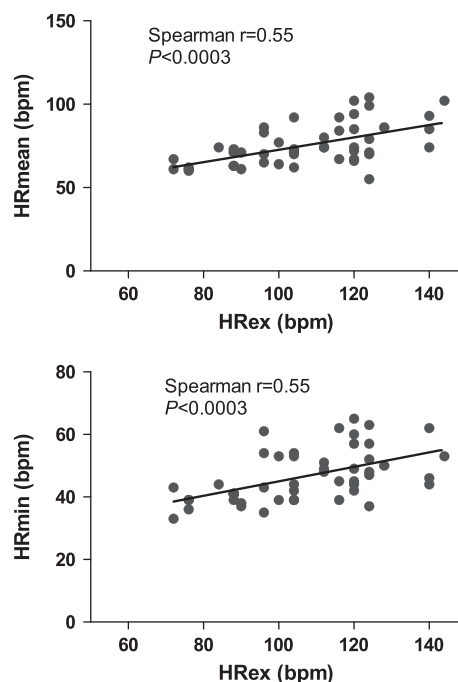 Spearman r=0.55
P<0.0003
150
100
50
0
HRmean (bpm)
60 80 100 120 140
HRex (bpm)
Spearman r=0.55
P<0.0003
80
60
40
20
0
HRmin (bpm)
60 80 100 120 140
HRex (bpm)